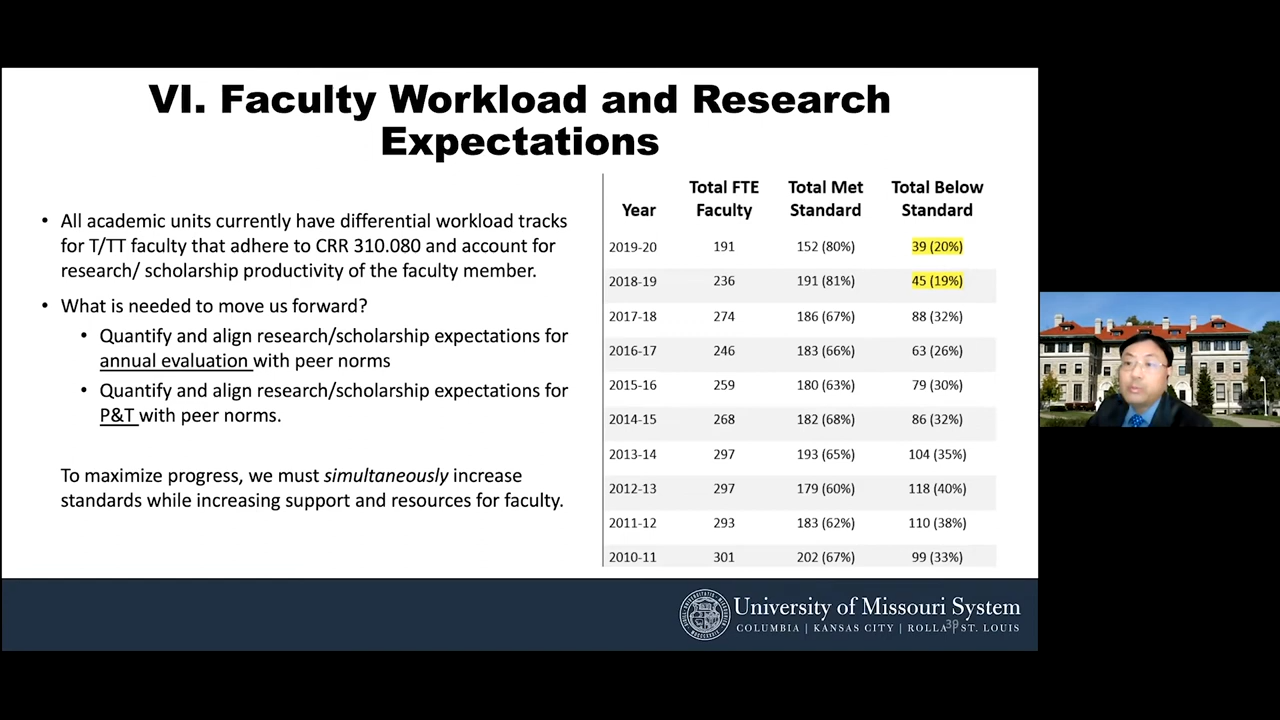 VI. Faculty Workload and Research
Expectations
• All academic units currently have differential workload tracks
for T/TT faculty that adhere to CRR 310.080 and account for
research/ scholarship productivity of the faculty member.
• What is needed to move us forward?
• Quantify and align research/scholarship expectations for
annual evaluation with peer norms
• Quantify and align research/scholarship expectations for
P&T with peer norms.
To maximize progress, we must simultaneously increase
standards while increasing support and resources for faculty.
Year Total FTE Faculty Total Met Standard Total Below Standard
2019-20 191 152 (80%) 39 (20%)
2018-19 236 191 (81%) 45 (19%)
2017-18 274 186 (67%) 88 (32%)
2016-17 246 183 (66%) 63 (26%)
2015-16 259 180 (63%) 79 (30%)
2014-15 268 182 (68%) 86 (32%)
2013-14 297 193 (65%) 104 (35%)
2012-13 297 179 (60%) 118 (40%)
2011-12 293 183 (62%) 110 (38%)
2010-11 301 202 (67%) 99 (33%)
University of Missouri System
COLUMBIA | KANSAS CITY | ROLLA | ST. LOUIS
39